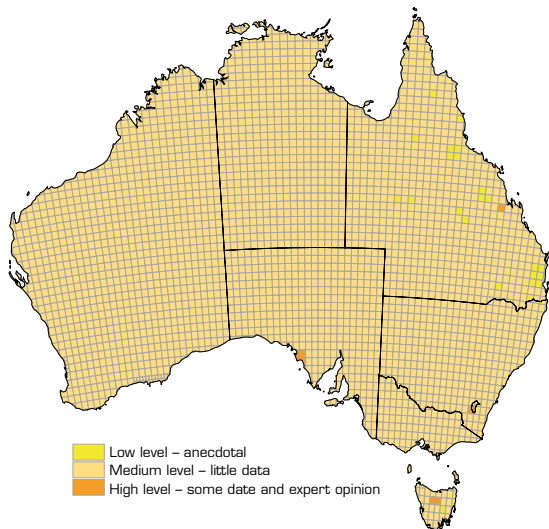 Low level – anecdotal
Medium level – little data
High level – some date and expert opinion